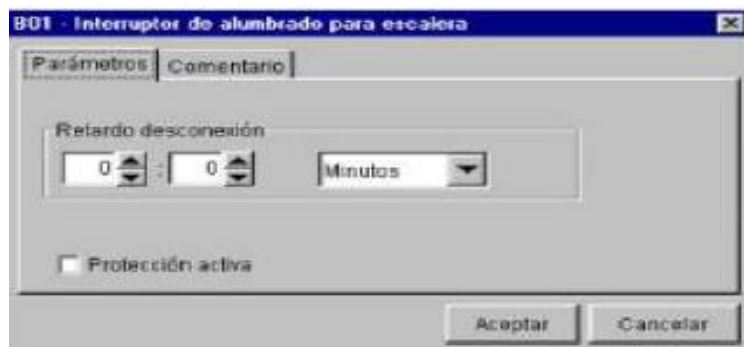 B01 - Interruptor de alumbrado para escalera
Parámetros Comentario
Retardo desconexión
0 : 0 Minutos
Protección activa
Aceptar Cancelar